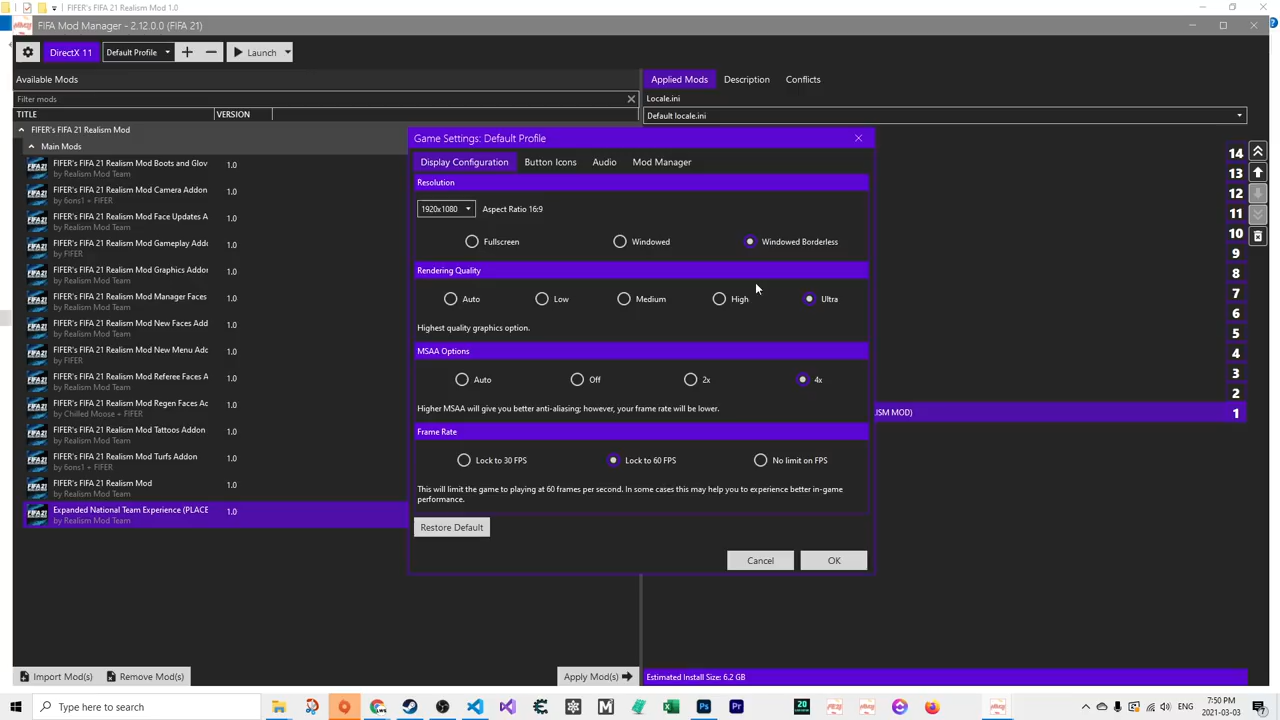 FIFER's FIFA 21 Realism Mod 1.0
FIFA Mod Manager - 2.12.0.0 (FIFA 21)
DirectX 11
Default Profile
Launch
Available Mods
Applied Mods
Description
Conflicts
Filter mods
Locale.ini
TITLE
VERSION
Default locale.ini
FIFER's FIFA 21 Realism Mod
Main Mods
FIFER's FIFA 21 Realism Mod Boots and Glov
1.0
by Realism Team
FIFER's FIFA 21 Realism Mod Camera Addon
1.0
by 6ons1 + FIFER
FIFER's FIFA 21 Realism Mod Face Updates A
1.0
by Realism Mod Team
FIFER's FIFA 21 Realism Mod Gameplay Addo
1.0
by FIFER
FIFER's FIFA 21 Realism Mod Graphics Addon
1.0
by Realism Mod Team
FIFER's FIFA 21 Realism Mod Manager Faces
1.0
by Realism Mod Team
FIFER's FIFA 21 Realism Mod New Faces Addo
1.0
by Realism Mod Team
FIFER's FIFA 21 Realism Mod New Menu Addo
1.0
by FIFER
FIFER's FIFA 21 Realism Mod Referee Faces A
1.0
by Realism Mod Team
FIFER's FIFA 21 Realism Mod Regen Faces Ac
1.0
by Chilled Moose + FIFER
FIFER's FIFA 21 Realism Mod Tattoos Addon
1.0
by Realism Mod Team
FIFER's FIFA 21 Realism Mod Turfs Addon
1.0
by 6ons1 + FIFER
FIFER's FIFA 21 Realism Mod
1.0
by Realism Mod Team
Expanded National Team Experience (PLACE
1.0
by Realism Mod Team
Game Settings: Default Profile
Display Configuration
Button Icons
Audio
Mod Manager
Resolution
1920x1080
Aspect Ratio 16:9
Fullscreen
Windowed
Windowed Borderless
Rendering Quality
Auto
Low
Medium
High
Ultra
Highest quality graphics option.
MSAA Options
Auto
Off
2x
4x
Higher MSAA will give you better anti-aliasing; however, your frame rate will be lower.
Frame Rate
Lock to 30 FPS
Lock to 60 FPS
No limit on FPS
This will limit the game to playing at 60 frames per second. In some cases this may help you to experience better in-game
performance.
Restore Default
Cancel
OK
14
13
12
11
10
9
8
7
6
5
4
3
2
LISM MOD)
1
Import Mod(s)
Remove Mod(s)
Apply Mod(s)
Estimated Install Size: 6.2 GB
Type here to search
20
Ps
Pr
ENG
7:50 PM
2021-03-03